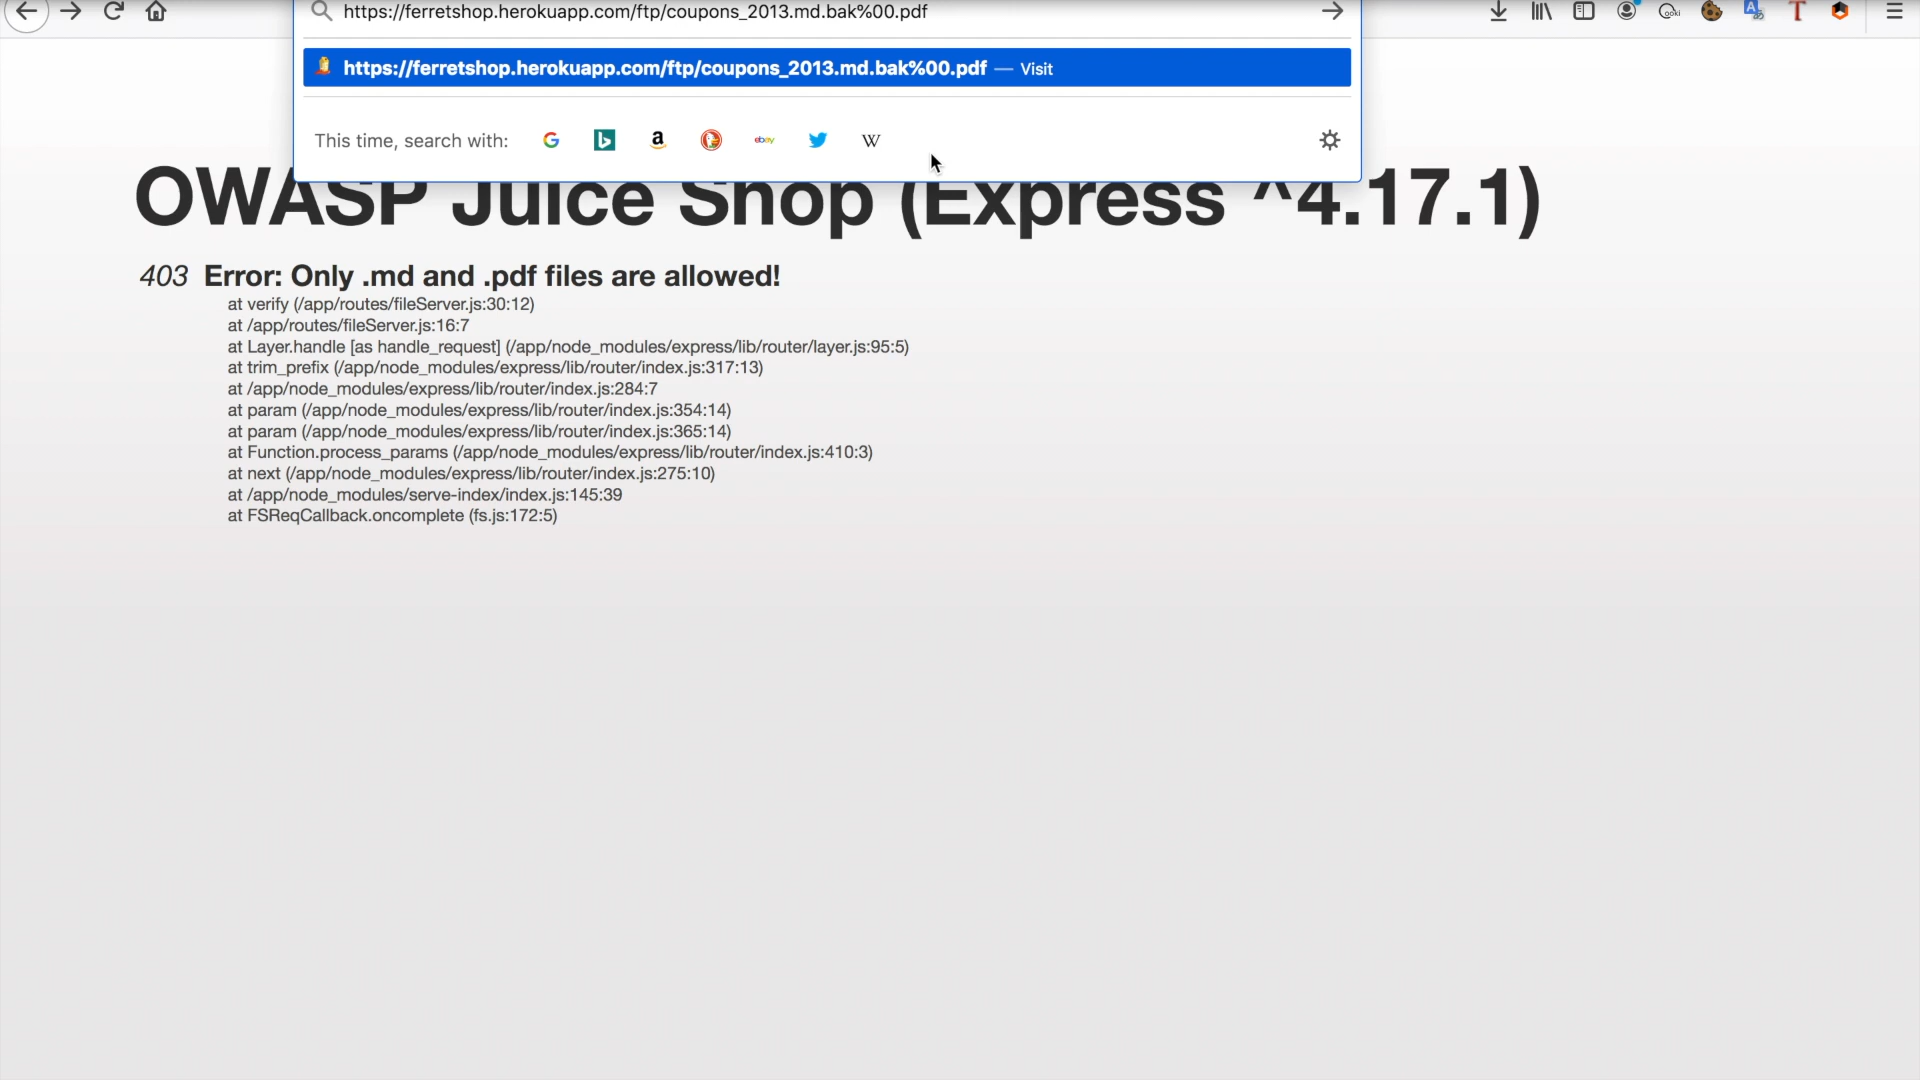 https://ferretshop.herokuapp.com/ftp/coupons_2013.md.bak%00.pdf
https://ferretshop.herokuapp.com/ftp/coupons_2013.md.bak%00.pdf — Visit
This time, search with:
OWASP Juice Shop (Express ^4.17.1)
403 Error: Only .md and .pdf files are allowed!
at verify (/app/routes/fileServer.js:30:12)
at /app/routes/fileServer.js:16:7
at Layer.handle [as handle_request] (/app/node_modules/express/lib/router/layer.js:95:5)
at trim_prefix (/app/node_modules/express/lib/router/index.js:317:13)
at /app/node_modules/express/lib/router/index.js:284:7
at param (/app/node_modules/express/lib/router/index.js:354:14)
at param (/app/node_modules/express/lib/router/index.js:365:14)
at Function.process_params (/app/node_modules/express/lib/router/index.js:410:3)
at next (/app/node_modules/express/lib/router/index.js:275:10)
at /app/node_modules/serve-index/index.js:145:39
at FSReqCallback.oncomplete (fs.js:172:5)